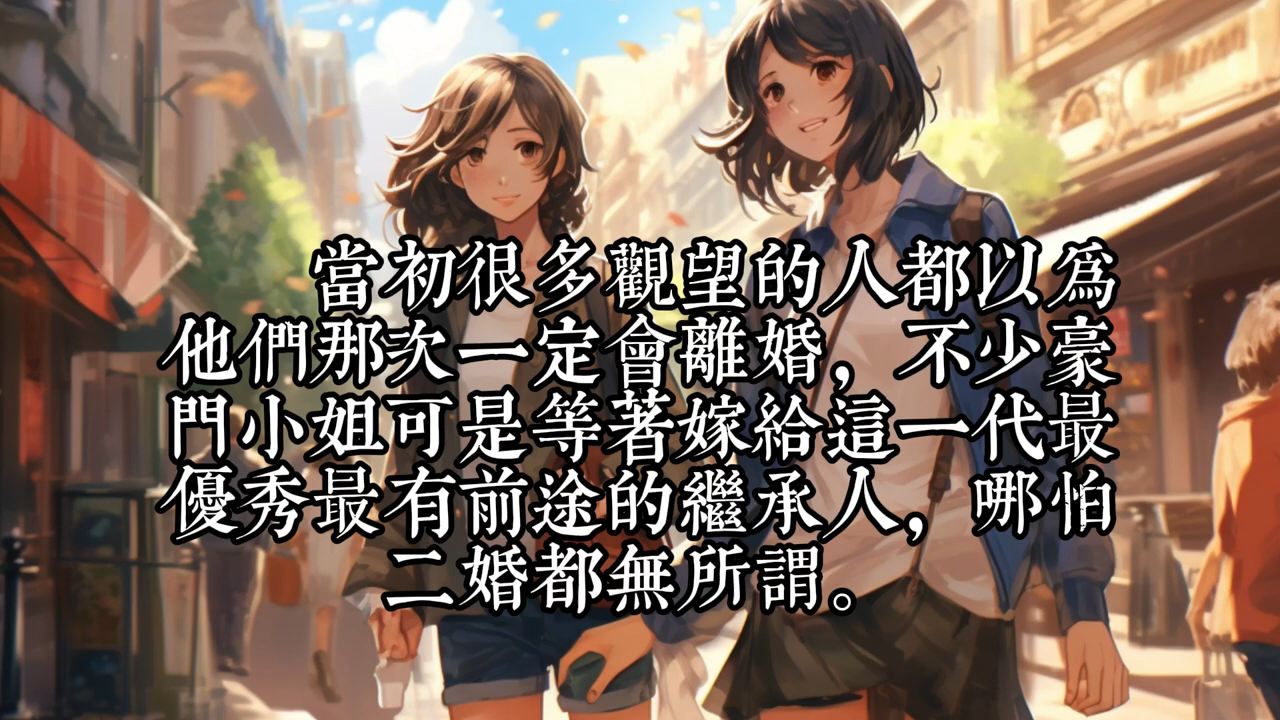 當初很多觀望的人都以爲
他們那次一定會離婚，不少豪
門小姐可是等著嫁給這一代最
優秀最有前途的繼承人，哪怕
二婚都無所謂。